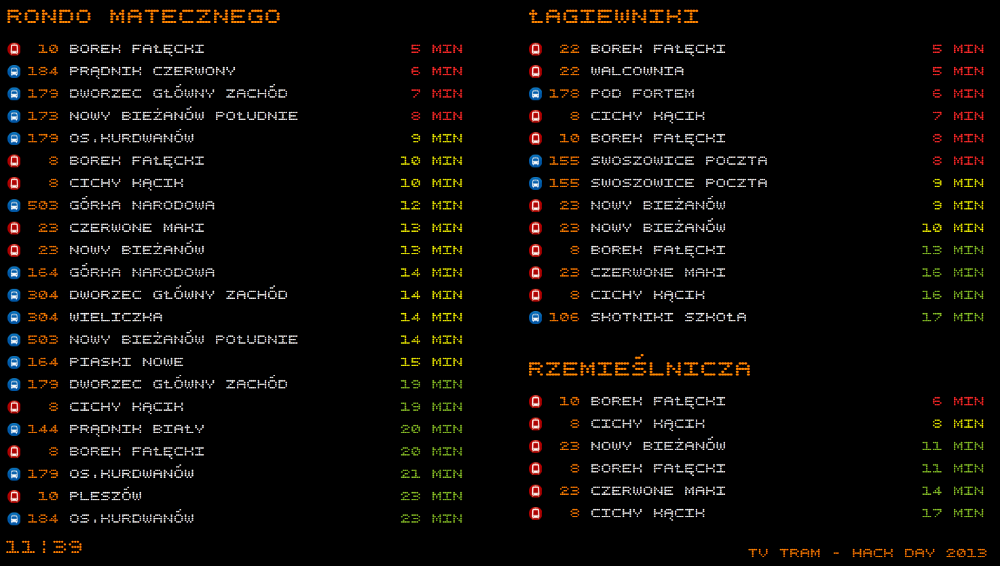 RONDO MATECZNEGO
10 BOREK FAŁĘCKI 5 MIN
184 PRĄDNIK CZERWONY 6 MIN
179 DWORZEC GŁÓWNY ZACHÓD 7 MIN
173 NOWY BIEŻANÓW POŁUDNIE 8 MIN
179 OS.KURDWANÓW 9 MIN
8 BOREK FAŁĘCKI 10 MIN
8 CICHY KĄCIK 10 MIN
503 GÓRKA NARODOWA 12 MIN
23 CZERWONE MAKI 13 MIN
23 NOWY BIEŻANÓW 13 MIN
164 GÓRKA NARODOWA 14 MIN
304 DWORZEC GŁÓWNY ZACHÓD 14 MIN
304 WIELICZKA 14 MIN
503 NOWY BIEŻANÓW POŁUDNIE 14 MIN
164 PIASKI NOWE 15 MIN
179 DWORZEC GŁÓWNY ZACHÓD 19 MIN
8 CICHY KĄCIK 19 MIN
144 PRĄDNIK BIAŁY 20 MIN
8 BOREK FAŁĘCKI 20 MIN
179 OS.KURDWANÓW 21 MIN
10 PLESZÓW 23 MIN
184 OS.KURDWANÓW 23 MIN
11:39
ŁAGIEWNIKI
22 BOREK FAŁĘCKI 5 MIN
22 WALCOWNIA 5 MIN
178 POD FORTEM 6 MIN
8 CICHY KĄCIK 7 MIN
10 BOREK FAŁĘCKI 8 MIN
155 SWOSZOWICE POCZTA 8 MIN
155 SWOSZOWICE POCZTA 9 MIN
23 NOWY BIEŻANÓW 9 MIN
23 NOWY BIEŻANÓW 10 MIN
8 BOREK FAŁĘCKI 13 MIN
23 CZERWONE MAKI 16 MIN
8 CICHY KĄCIK 16 MIN
106 SKOTNIKI SZKOŁA 17 MIN
RZEMIEŚLNICZA
10 BOREK FAŁĘCKI 6 MIN
8 CICHY KĄCIK 8 MIN
23 NOWY BIEŻANÓW 11 MIN
8 BOREK FAŁĘCKI 11 MIN
23 CZERWONE MAKI 14 MIN
8 CICHY KĄCIK 17 MIN
TV TRAM - HACK DAY 2013